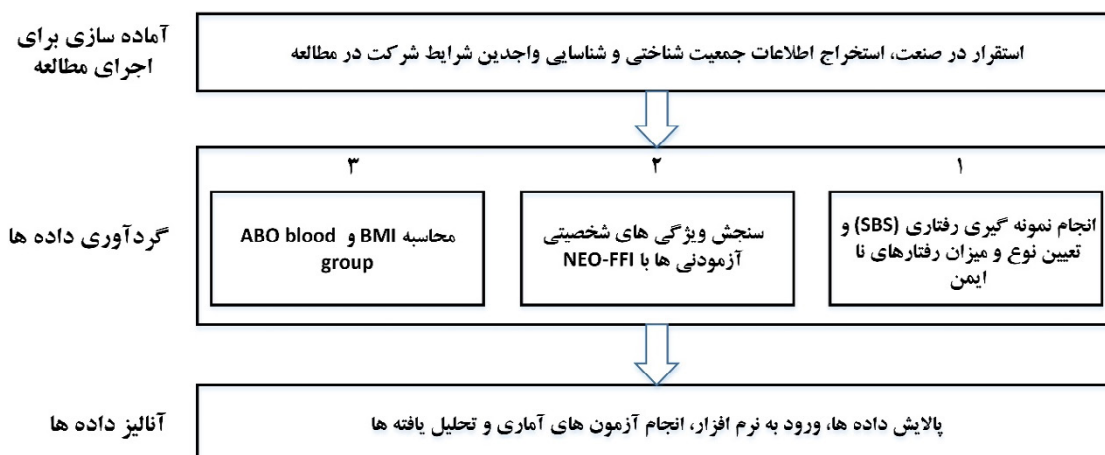 آماده سازی برای
اجرای مطالعه
استقرار در صنعت، استخراج اطلاعات جمعیت شناختی و شناسایی واجدین شرایط شرکت در مطالعه
گردآوری داده ها
۱
انجام نمونه گیری رفتاری (SBS) و
تعیین نوع و میزان رفتارهای نا
ایمن
۲
سنجش ویژگی های شخصیتی
آزمودنی ها با NEO-FFI
۳
محاسبه BMI و ABO blood
group
آنالیز داده ها
پالایش داده ها، ورود به نرم افزار، انجام آزمون های آماری و تحلیل یافته ها